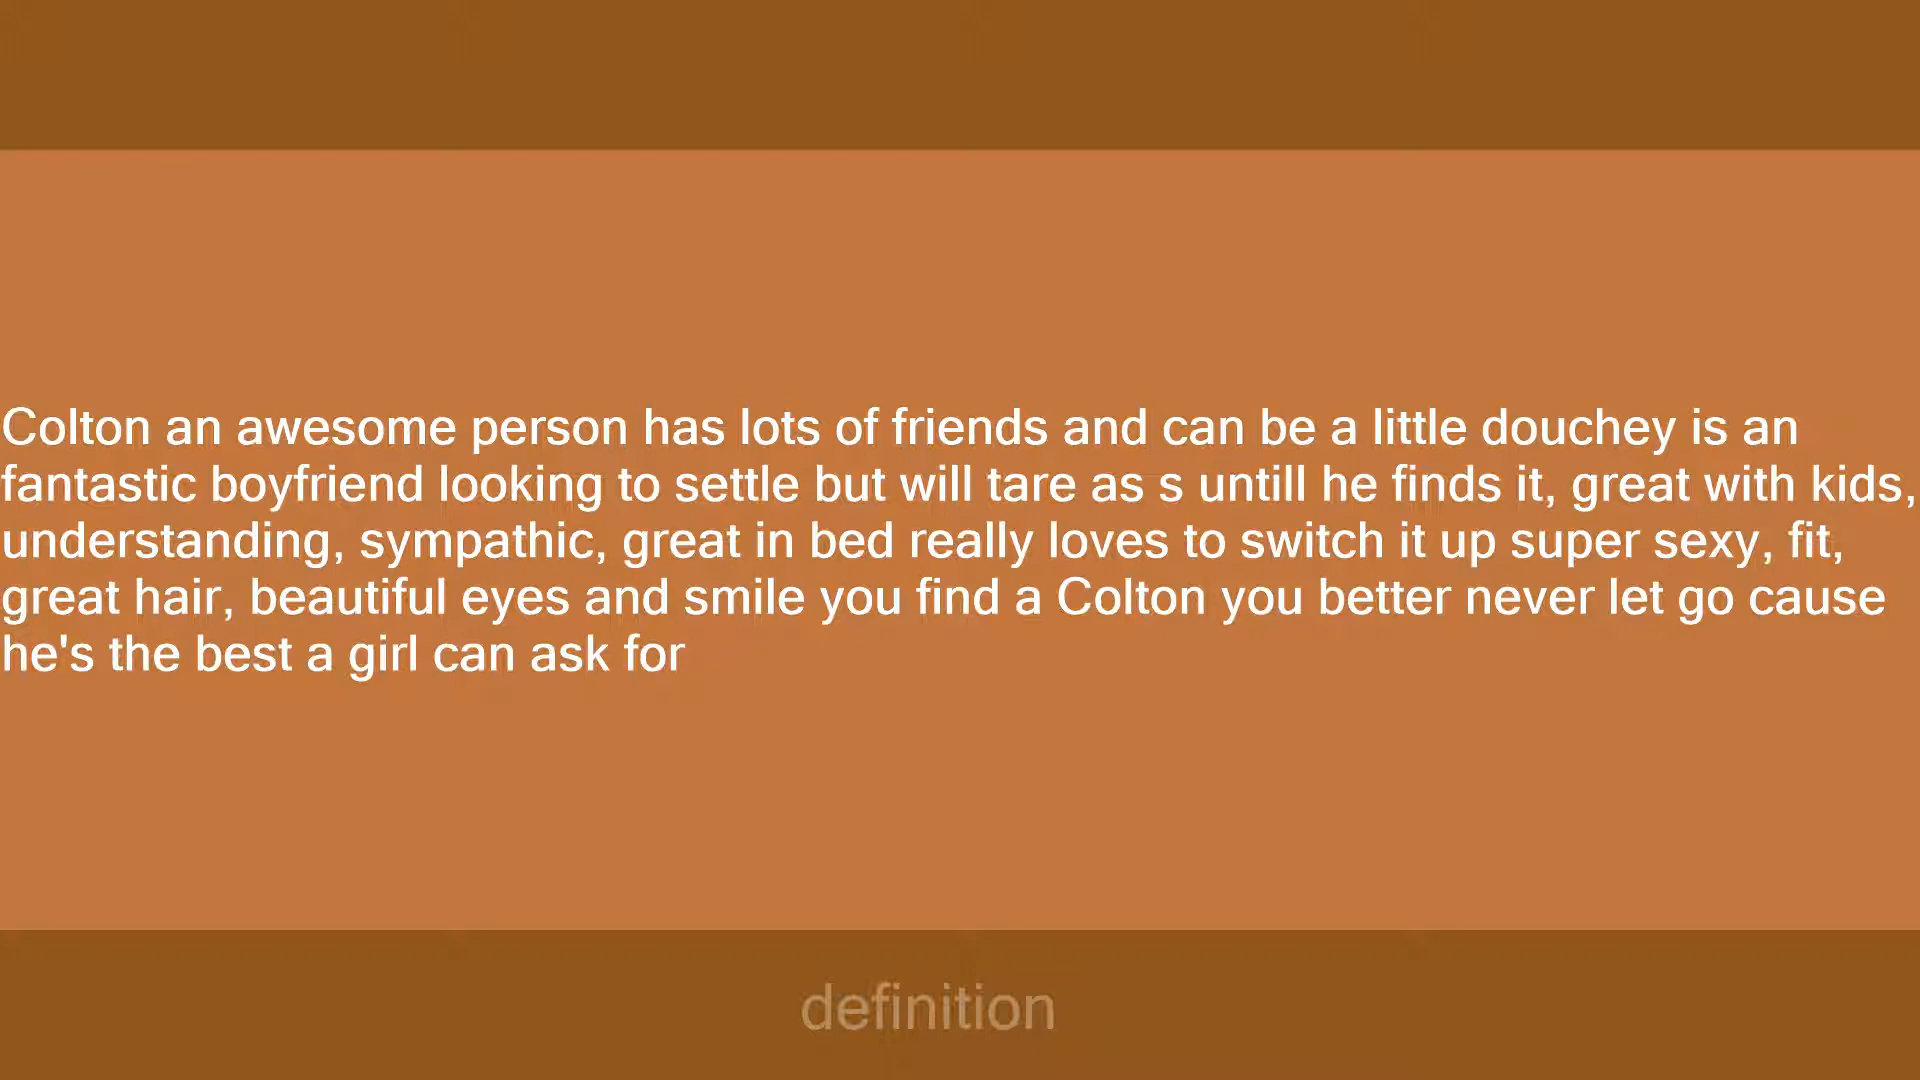 Colton an awesome person has lots of friends and can be a little douchey is an
fantastic boyfriend looking to settle but will tare as s untill he finds it, great with kids,
understanding, sympathic, great in bed really loves to switch it up super sexy, fit,
great hair, beautiful eyes and smile you find a Colton you better never let go cause
he's the best a girl can ask for
definition